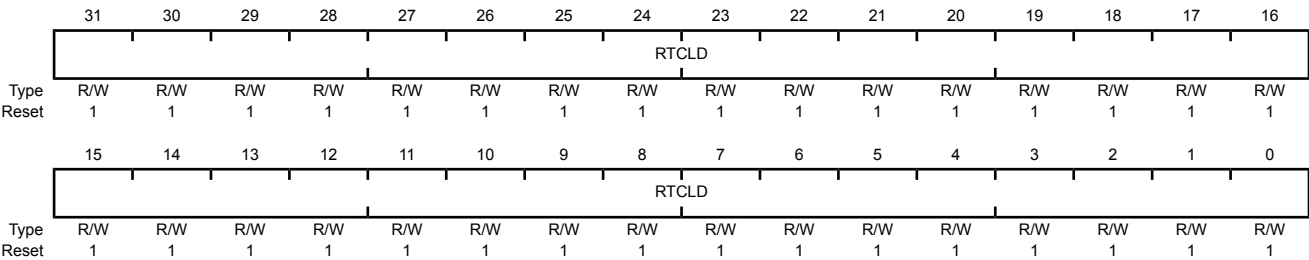 31 30 29 28 27 26 25 24 23 22 21 20 19 18 17 16
RTCLD
Type R/W R/W R/W R/W R/W R/W R/W R/W R/W R/W R/W R/W R/W R/W R/W R/W
Reset 1 1 1 1 1 1 1 1 1 1 1 1 1 1 1 1
15 14 13 12 11 10 9 8 7 6 5 4 3 2 1 0
RTCLD
Type R/W R/W R/W R/W R/W R/W R/W R/W R/W R/W R/W R/W R/W R/W R/W R/W
Reset 1 1 1 1 1 1 1 1 1 1 1 1 1 1 1 1